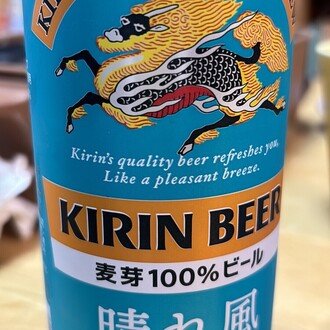 Kirin's quality beer refreshes you,
Like a pleasant breeze.
KIRIN BEER
麦芽100%ビール
晴れ風